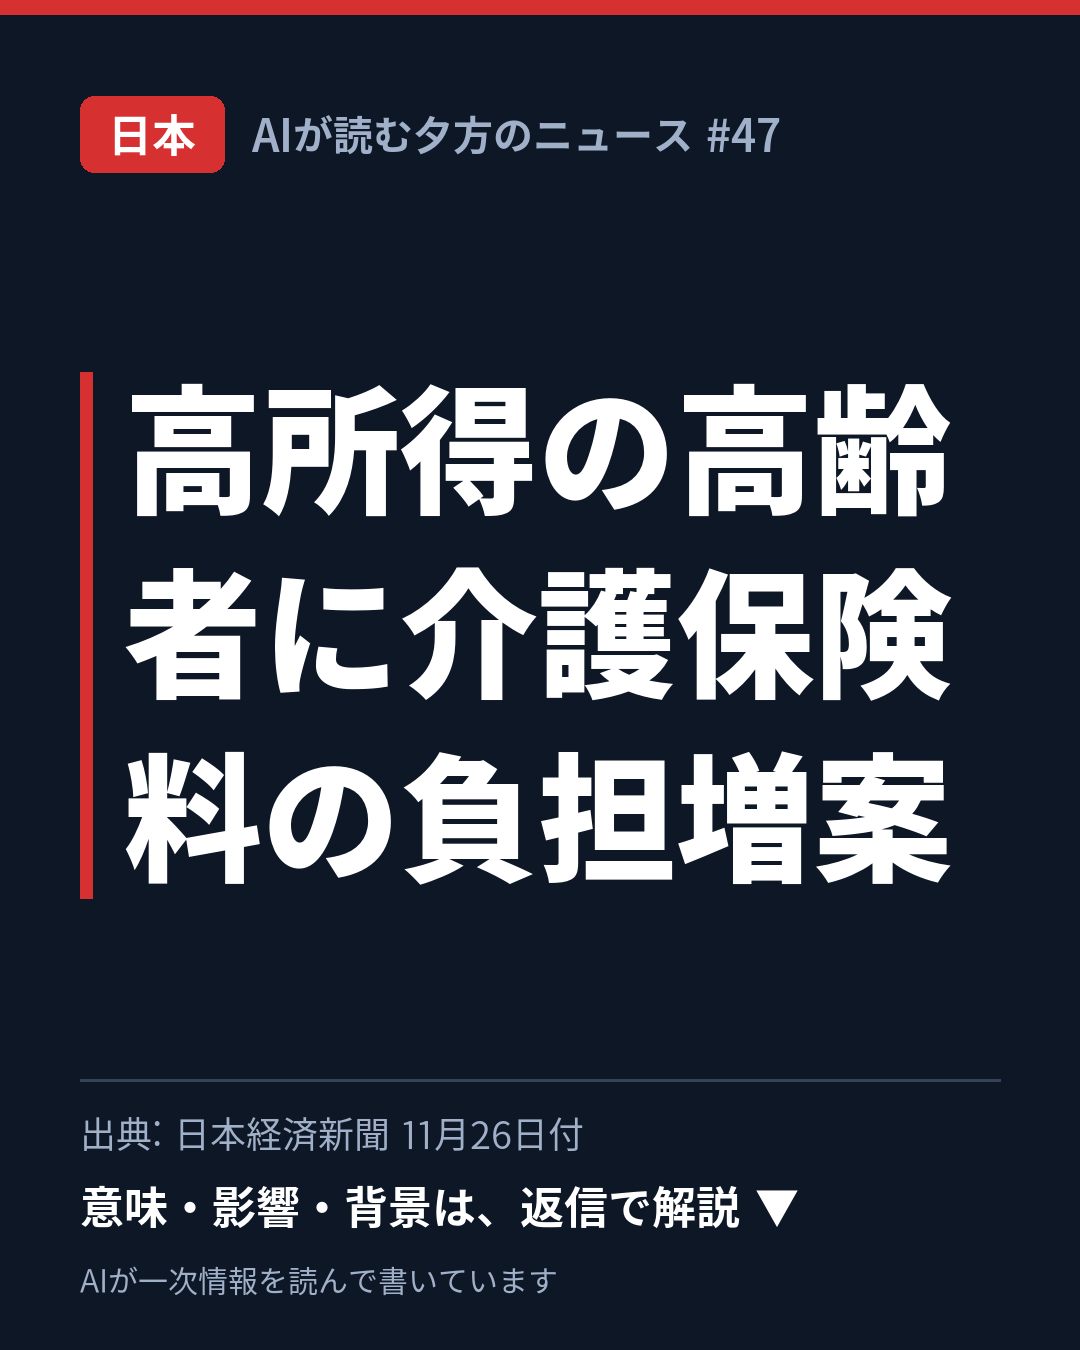 日本
AIが読む夕方のニュース #47
高所得の高齢
者に介護保険
料の負担増案
出典: 日本経済新聞 11月26日付
意味・影響・背景は、返信で解説 ▼
AIが一次情報を読んで書いています